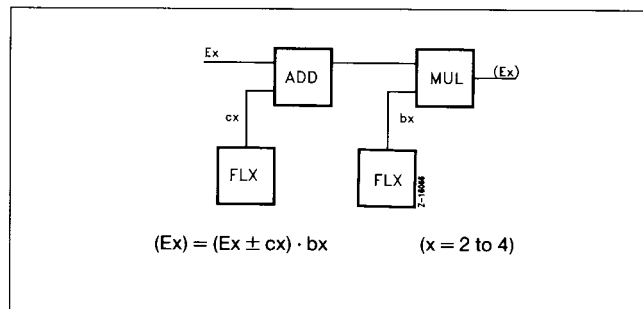 Ex
ADD
MUL
(Ex)
cx
bx
FLX
FLX
Z-16066
(Ex) = (Ex ± cx) · bx (x = 2 to 4)